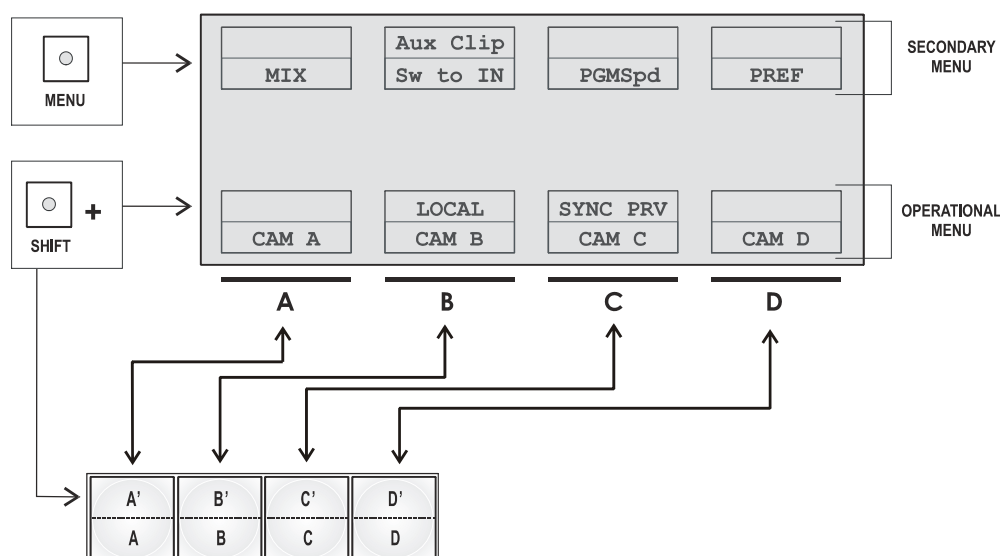 MENU
Aux Clip
MIX Sw to IN PGMSpd PREF
SECONDARY
MENU
SHIFT
+
LOCAL SYNC PRV
CAM A CAM B CAM C CAM D
OPERATIONAL
MENU
A B C D
A' B' C' D'
A B C D